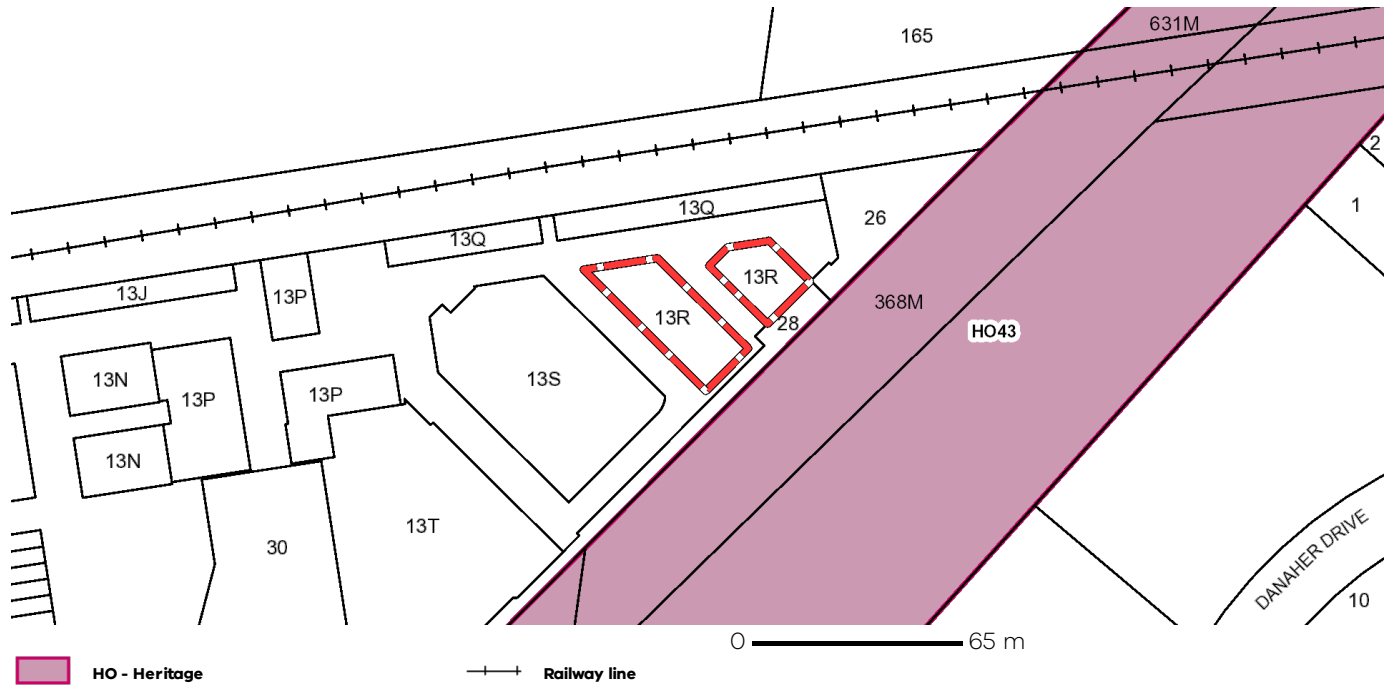 631M
165
2
1
13Q
26
13Q
13R
13J
13P
368M
HO43
13R
28
13N
13S
13P
13P
13N
13T
30
DANAHER DRIVE
10
0 65 m
HO - Heritage Railway line